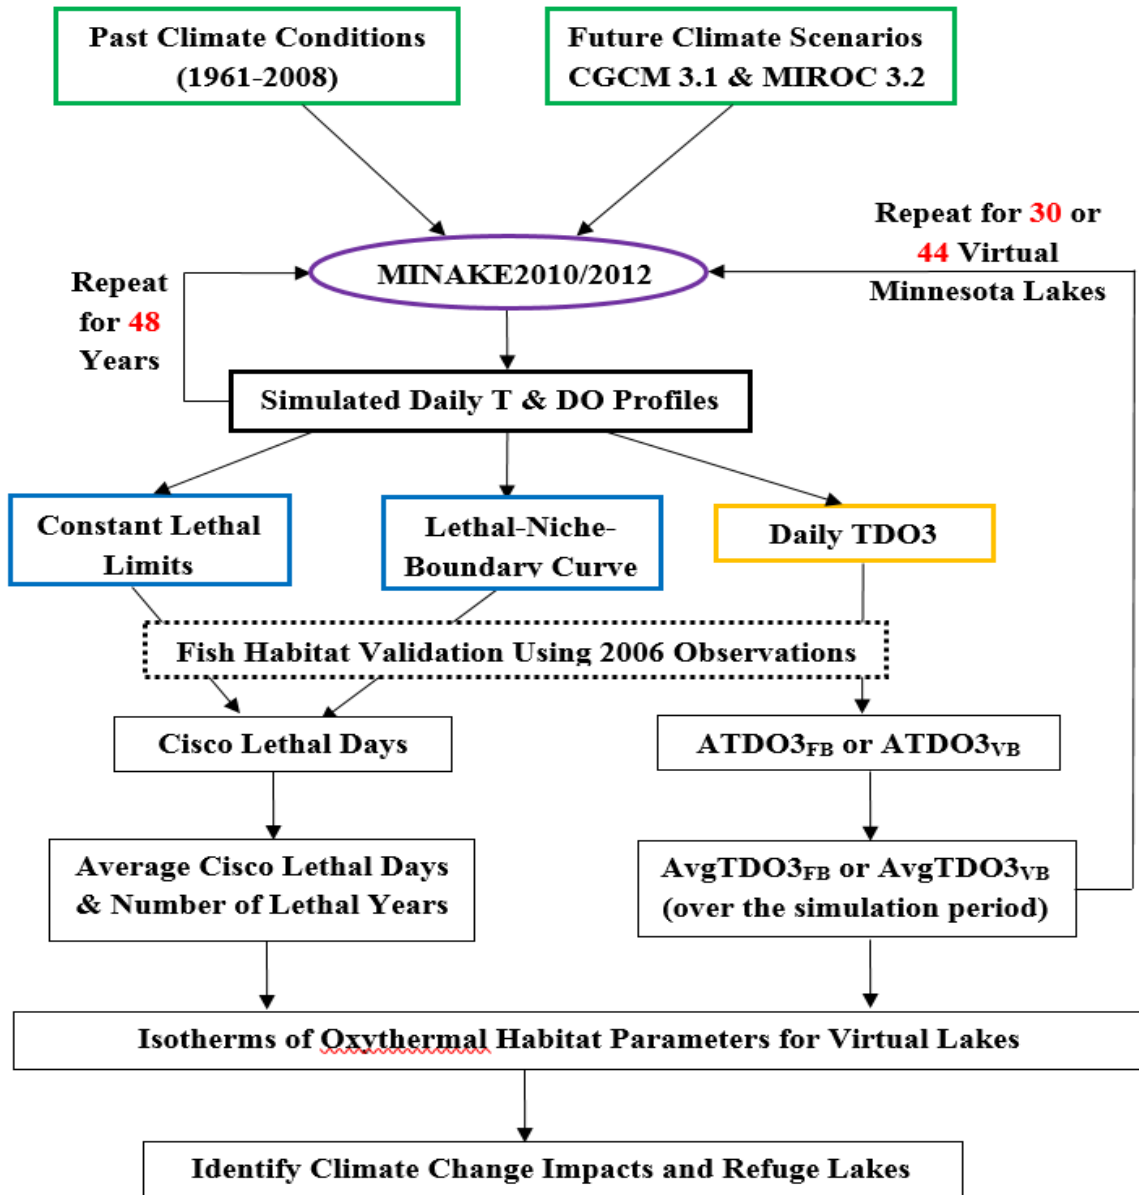 Past Climate Conditions
(1961-2008)
Future Climate Scenarios
CGCM 3.1 & MIROC 3.2
Repeat for 30 or
44 Virtual
Minnesota Lakes
MINAKE2010/2012
Repeat
for 48
Years
Simulated Daily T & DO Profiles
Constant Lethal
Limits
Lethal-Niche-
Boundary Curve
Daily TDO3
Fish Habitat Validation Using 2006 Observations
Cisco Lethal Days
ATDO3FB or ATDO3VB
Average Cisco Lethal Days
& Number of Lethal Years
AvgTDO3FB or AvgTDO3VB
(over the simulation period)
Isotherms of Oxythermal Habitat Parameters for Virtual Lakes
Identify Climate Change Impacts and Refuge Lakes